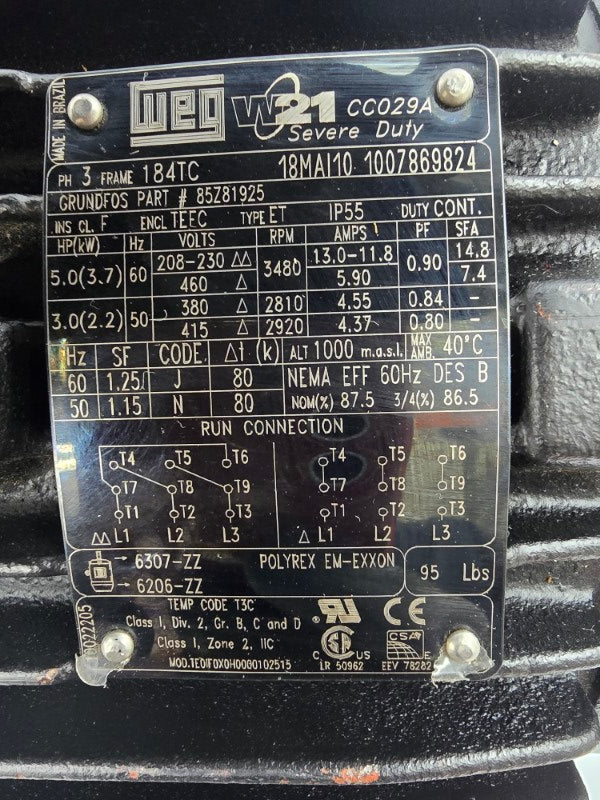 MADE IN BRAZIL
WEG W21 CC029A
Severe Duty
PH 3 FRAME 184TC 18MAI10 1007869824
GRUNDFOS PART # 85Z81925
INS CL. F ENCL TEFC TYPE ET IP55 DUTY CONT.
HP(kW) Hz VOLTS RPM AMPS PF SFA
5.0(3.7) 60 208-230 ΔΔ 3480 13.0-11.8 0.90 14.8
460 Δ 5.90 7.4
3.0(2.2) 50 380 Δ 2810 4.55 0.84 -
415 Δ 2920 4.37 0.80 -
Hz SF CODE Δt (k) ALT 1000 m.a.s.l. MAX AMB. 40°C
60 1.25 J 80 NEMA EFF 60Hz DES B
50 1.15 N 80 NOM(%) 87.5 3/4(%) 86.5
RUN CONNECTION
T4 T5 T6 T4 T5 T6
T7 T8 T9 T7 T8 T9
T1 T2 T3 T1 T2 T3
ΔΔ L1 L2 L3 Δ L1 L2 L3
6307-ZZ POLYREX EM-EXXON 95 Lbs
6206-ZZ
TEMP CODE T3C
Class I, Div. 2, Gr. B, C and D
Class I, Zone 2, IIC
MOD.TE01F0X0H0000102515
RU CE
C CSA US CSA E
LR 50962 EEV 78282